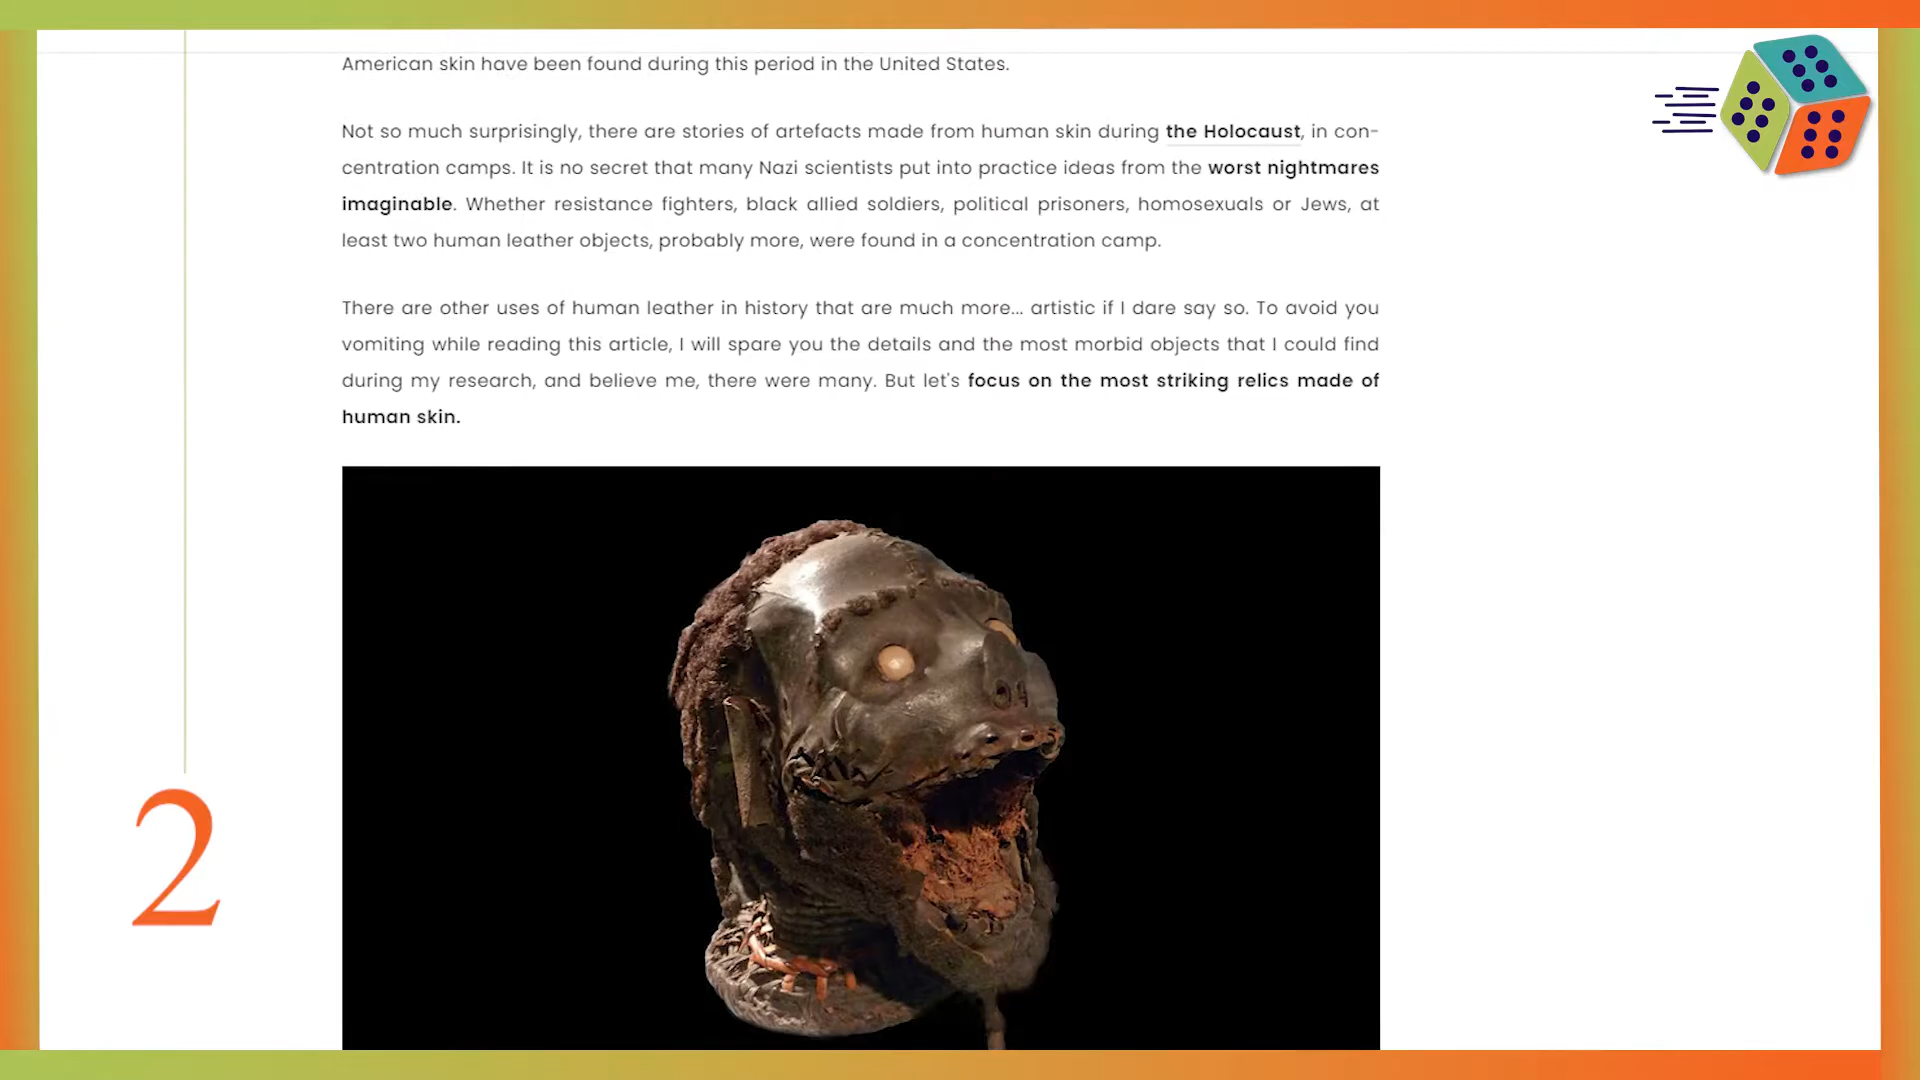 American skin have been found during this period in the United States.
Not so much surprisingly, there are stories of artefacts made from human skin during the Holocaust, in con-
centration camps. It is no secret that many Nazi scientists put into practice ideas from the worst nightmares
imaginable. Whether resistance fighters, black allied soldiers, political prisoners, homosexuals or Jews, at
least two human leather objects, probably more, were found in a concentration camp.
There are other uses of human leather in history that are much more... artistic if I dare say so. To avoid you
vomiting while reading this article, I will spare you the details and the most morbid objects that I could find
during my research, and believe me, there were many. But let's focus on the most striking relics made of
human skin.
2